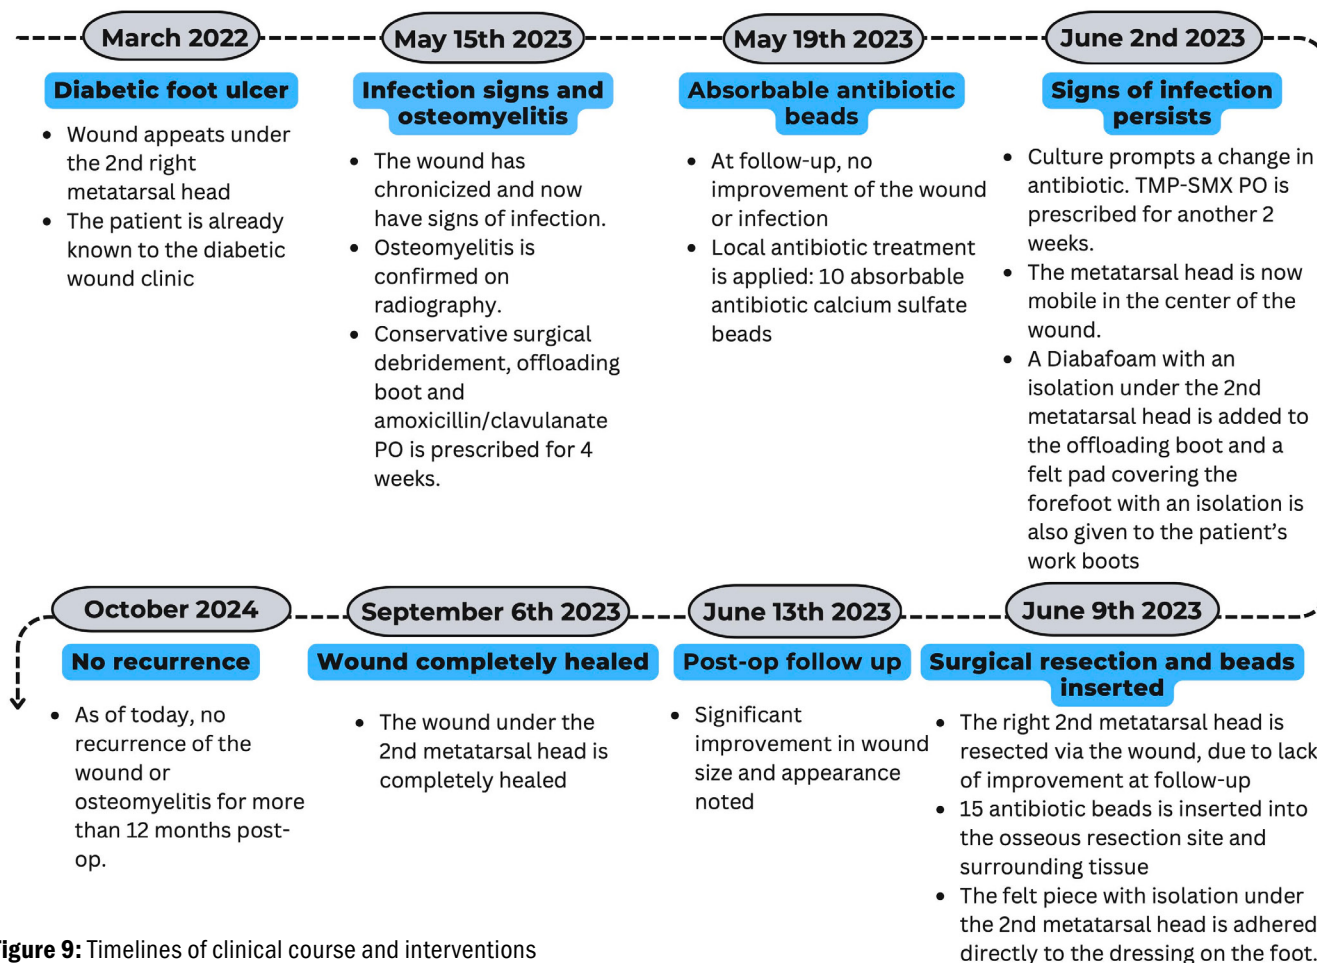 March 2022
Diabetic foot ulcer
• Wound appeats under
the 2nd right
metatarsal head
• The patient is already
known to the diabetic
wound clinic
May 15th 2023
Infection signs and
osteomyelitis
• The wound has
chronicized and now
have signs of infection.
• Osteomyelitis is
confirmed on
radiography.
• Conservative surgical
debridement, offloading
boot and
amoxicillin/clavulanate
PO is prescribed for 4
weeks.
May 19th 2023
Absorbable antibiotic
beads
• At follow-up, no
improvement of the wound
or infection
• Local antibiotic treatment
is applied: 10 absorbable
antibiotic calcium sulfate
beads
June 2nd 2023
Signs of infection
persists
• Culture prompts a change in
antibiotic. TMP-SMX PO is
prescribed for another 2
weeks.
• The metatarsal head is now
mobile in the center of the
wound.
• A Diabafoam with an
isolation under the 2nd
metatarsal head is added to
the offloading boot and a
felt pad covering the
forefoot with an isolation is
also given to the patient’s
work boots
June 9th 2023
Surgical resection and beads
inserted
• The right 2nd metatarsal head is
resected via the wound, due to lack
of improvement at follow-up
• 15 antibiotic beads is inserted into
the osseous resection site and
surrounding tissue
• The felt piece with isolation under
the 2nd metatarsal head is adhered
directly to the dressing on the foot.
June 13th 2023
Post-op follow up
• Significant
improvement in wound
size and appearance
noted
September 6th 2023
Wound completely healed
• The wound under the
2nd metatarsal head is
completely healed
October 2024
No recurrence
• As of today, no
recurrence of the
wound or
osteomyelitis for more
than 12 months post-
op.
igure 9: Timelines of clinical course and interventions